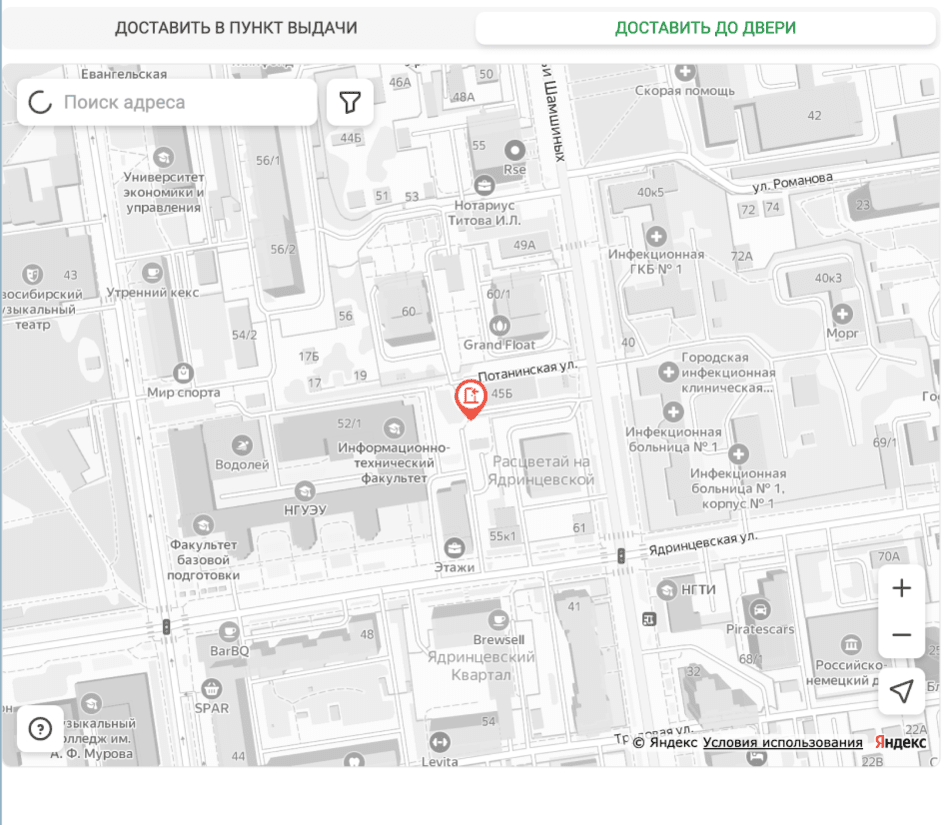 ДОСТАВИТЬ В ПУНКТ ВЫДАЧИ
ДОСТАВИТЬ ДО ДВЕРИ
Евангельская
Поиск адреса
46А
50
48А
44Б
Шамшиных
Скорая помощь
42
55
Rse
56/1
Университет
экономики и
управления
51
53
Нотариус
Титова И.Л.
40к5
ул. Романова
72
74
23
49А
56/2
Инфекционная
ГКБ № 1
72А
43
Утренний кекс
узыкальный
театр
60
60/1
40к3
Морг
56
54/2
Grand Float
40
17Б
17
19
Потанинская ул.
Городская
инфекционная
клиническая...
Мир спорта
45Б
52/1
Водолей
Информационно-
технический
факультет
Инфекционная
больница № 1
69/1
Расцветай на
Ядринцевской
Инфекционная
больница № 1,
корпус № 1
НГУЭУ
Факультет
базовой
подготовки
55к1
61
Ядринцевская ул.
Этажи
70А
НГТИ
41
48
BarBQ
Brewsell
Ядринцевский
Квартал
Piratescars
68/1
Российско-
немецкий
32
SPAR
54
колледж им.
А. Ф. Мурова
44
Levita
© Яндекс Условия использования Яндекс
22А
22В